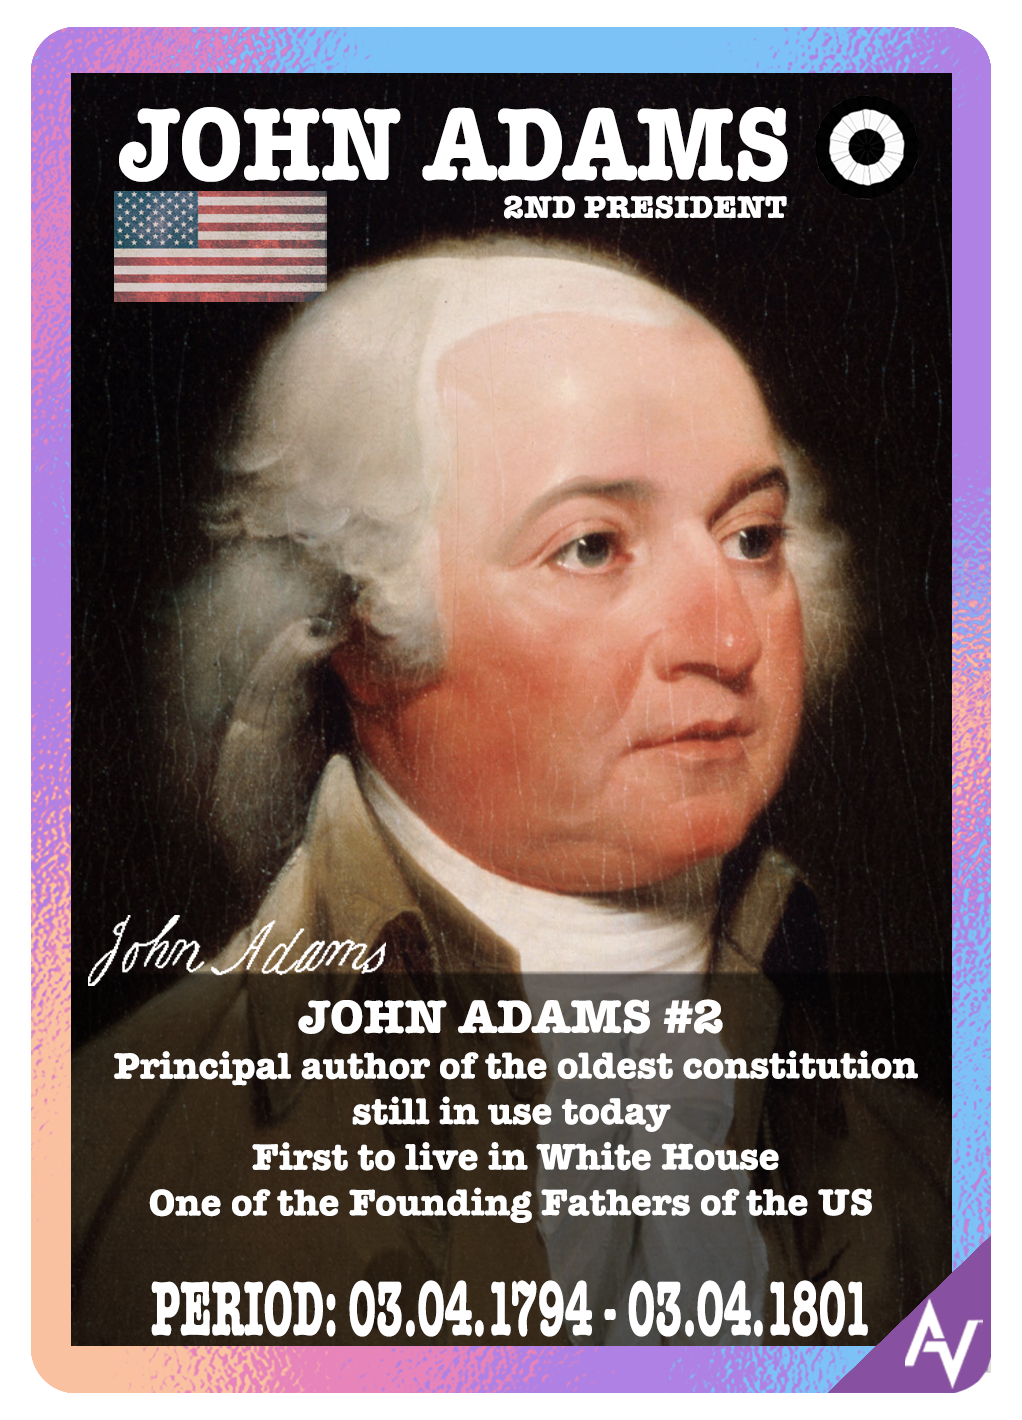 JOHN ADAMS
2ND PRESIDENT
John Adams
JOHN ADAMS #2
Principal author of the oldest constitution
still in use today
First to live in White House
One of the Founding Fathers of the US
PERIOD: 03.04.1794 - 03.04.1801
AV